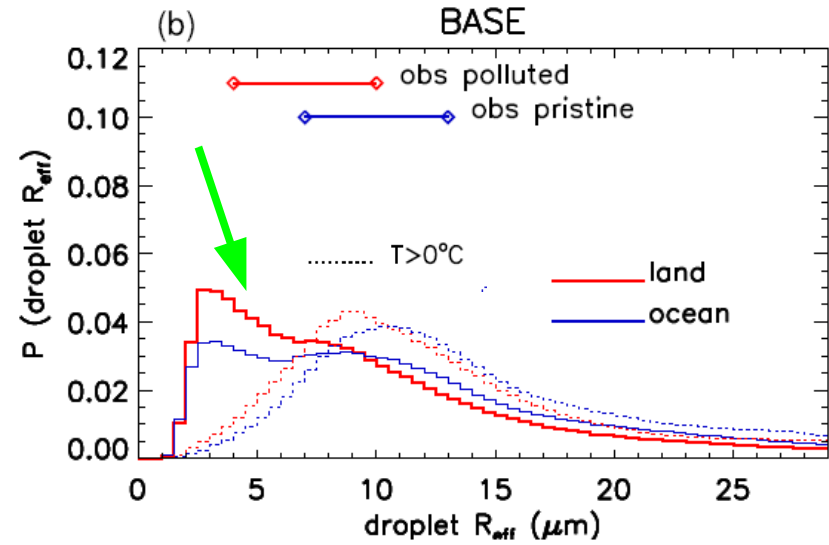 (b) BASE
0.12
obs polluted
0.10
obs pristine
0.08
0.06
T>0°C
land
0.04
ocean
0.02
0.00
P (droplet Reff)
0 5 10 15 20 25
droplet Reff (μm)